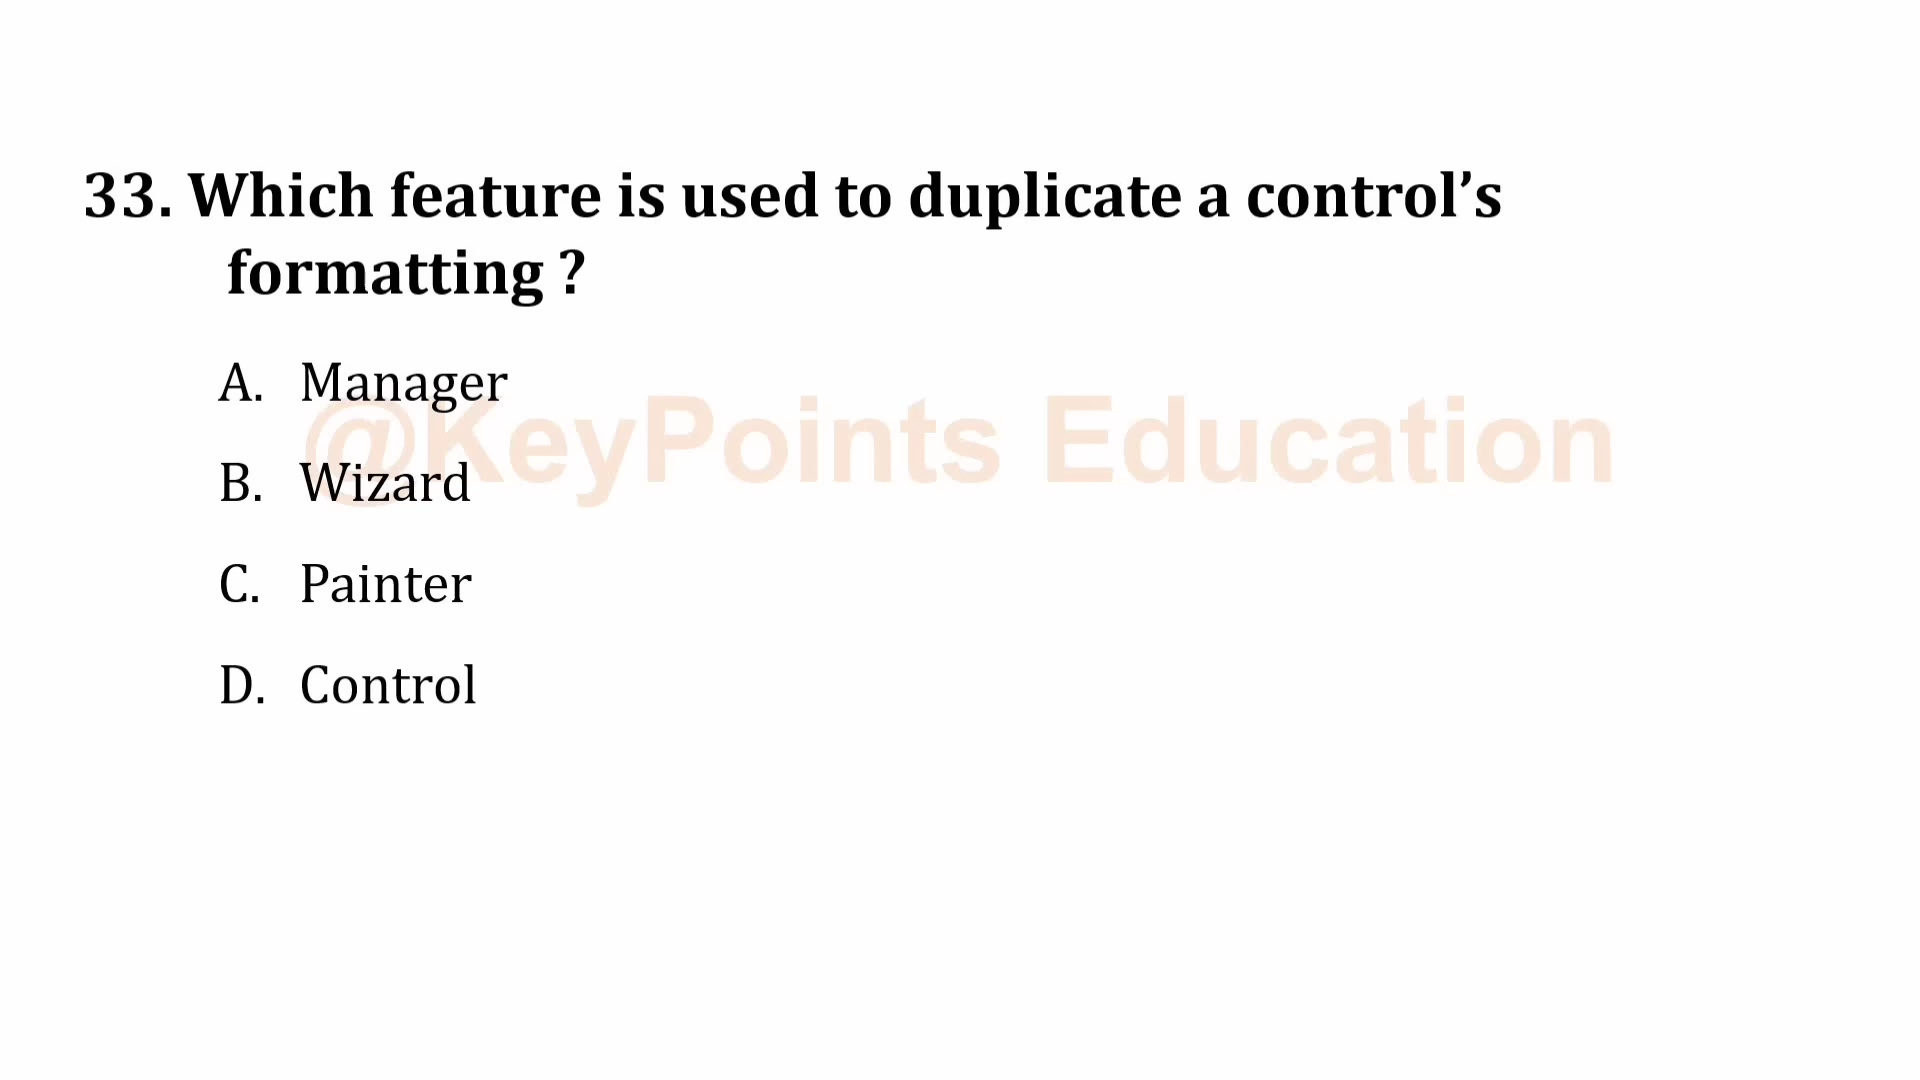 33. Which feature is used to duplicate a control’s
formatting ?
A. Manager
@KeyPoints Education
B. Wizard
C. Painter
D. Control